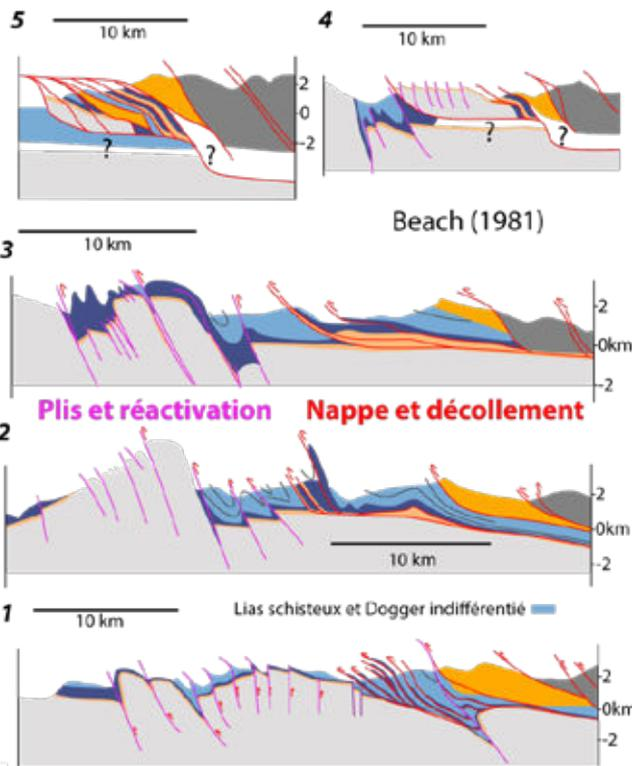 5
10 km
4
10 km
2
0
-2
?
?
?
?
Beach (1981)
3
10 km
2
0km
-2
Plis et réactivation
Nappe et décollement
2
2
0km
-2
10 km
1
10 km
Lias schisteux et Dogger indifférentié
2
0km
-2